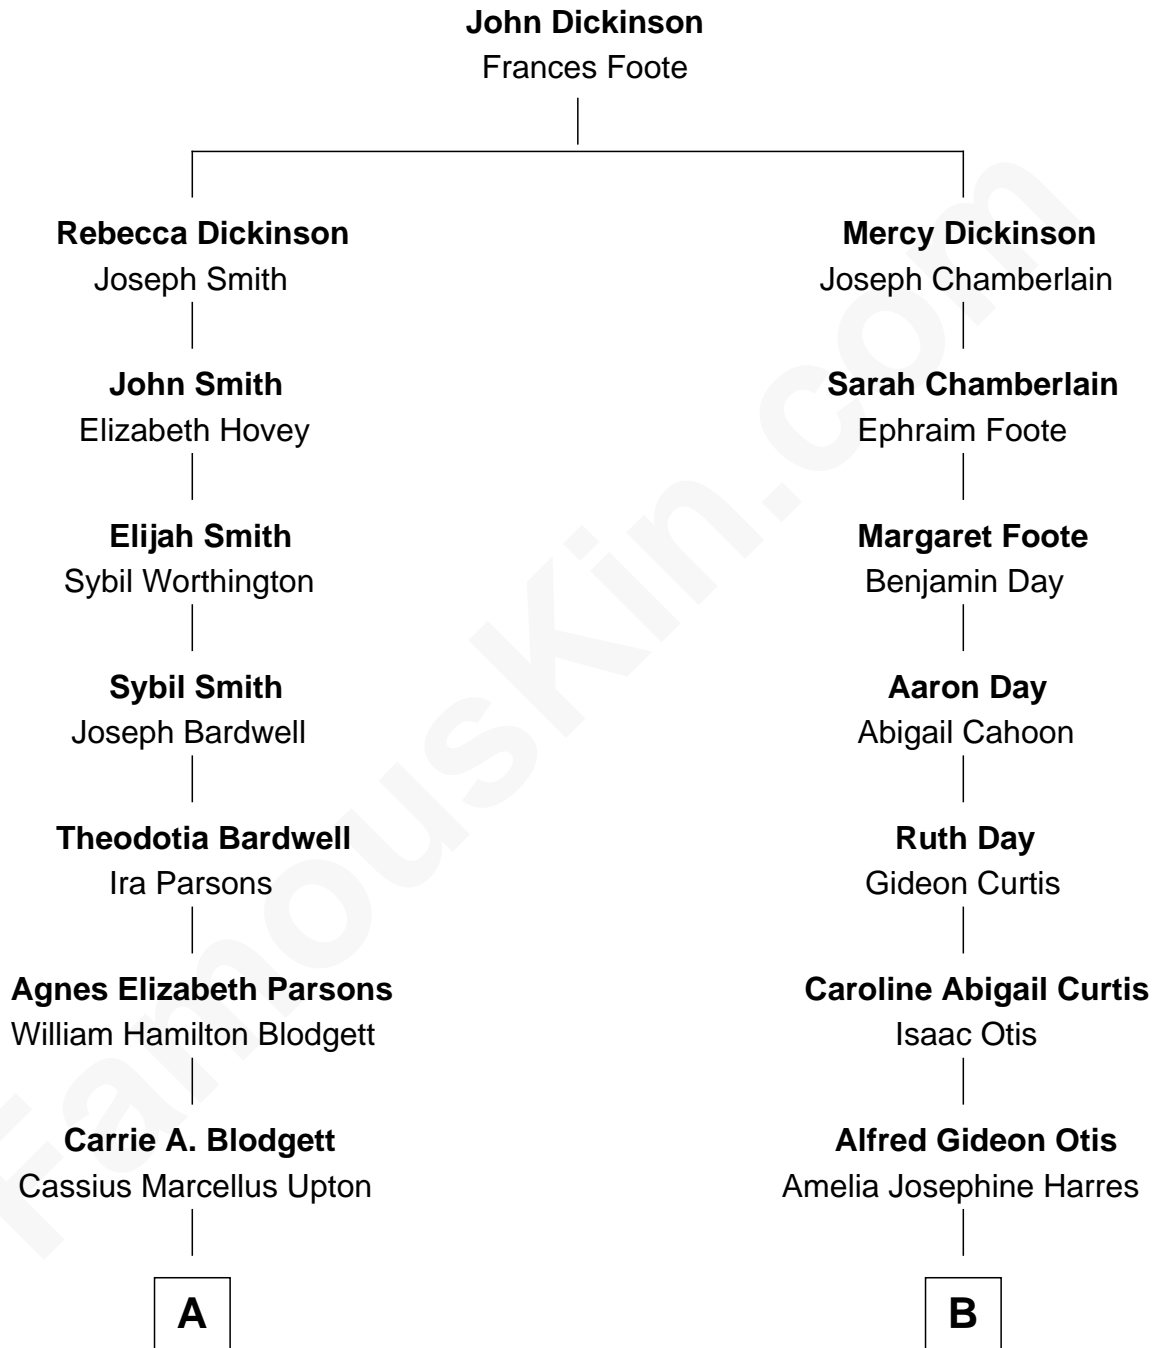 John Dickinson
Frances Foote
Rebecca Dickinson
Joseph Smith
Mercy Dickinson
Joseph Chamberlain
John Smith
Elizabeth Hovey
Sarah Chamberlain
Ephraim Foote
Elijah Smith
Sybil Worthington
Margaret Foote
Benjamin Day
Sybil Smith
Joseph Bardwell
Aaron Day
Abigail Cahoon
Theodotia Bardwell
Ira Parsons
Ruth Day
Gideon Curtis
Agnes Elizabeth Parsons
William Hamilton Blodgett
Caroline Abigail Curtis
Isaac Otis
Carrie A. Blodgett
Cassius Marcellus Upton
Alfred Gideon Otis
Amelia Josephine Harres
A
B
FamousKin.com